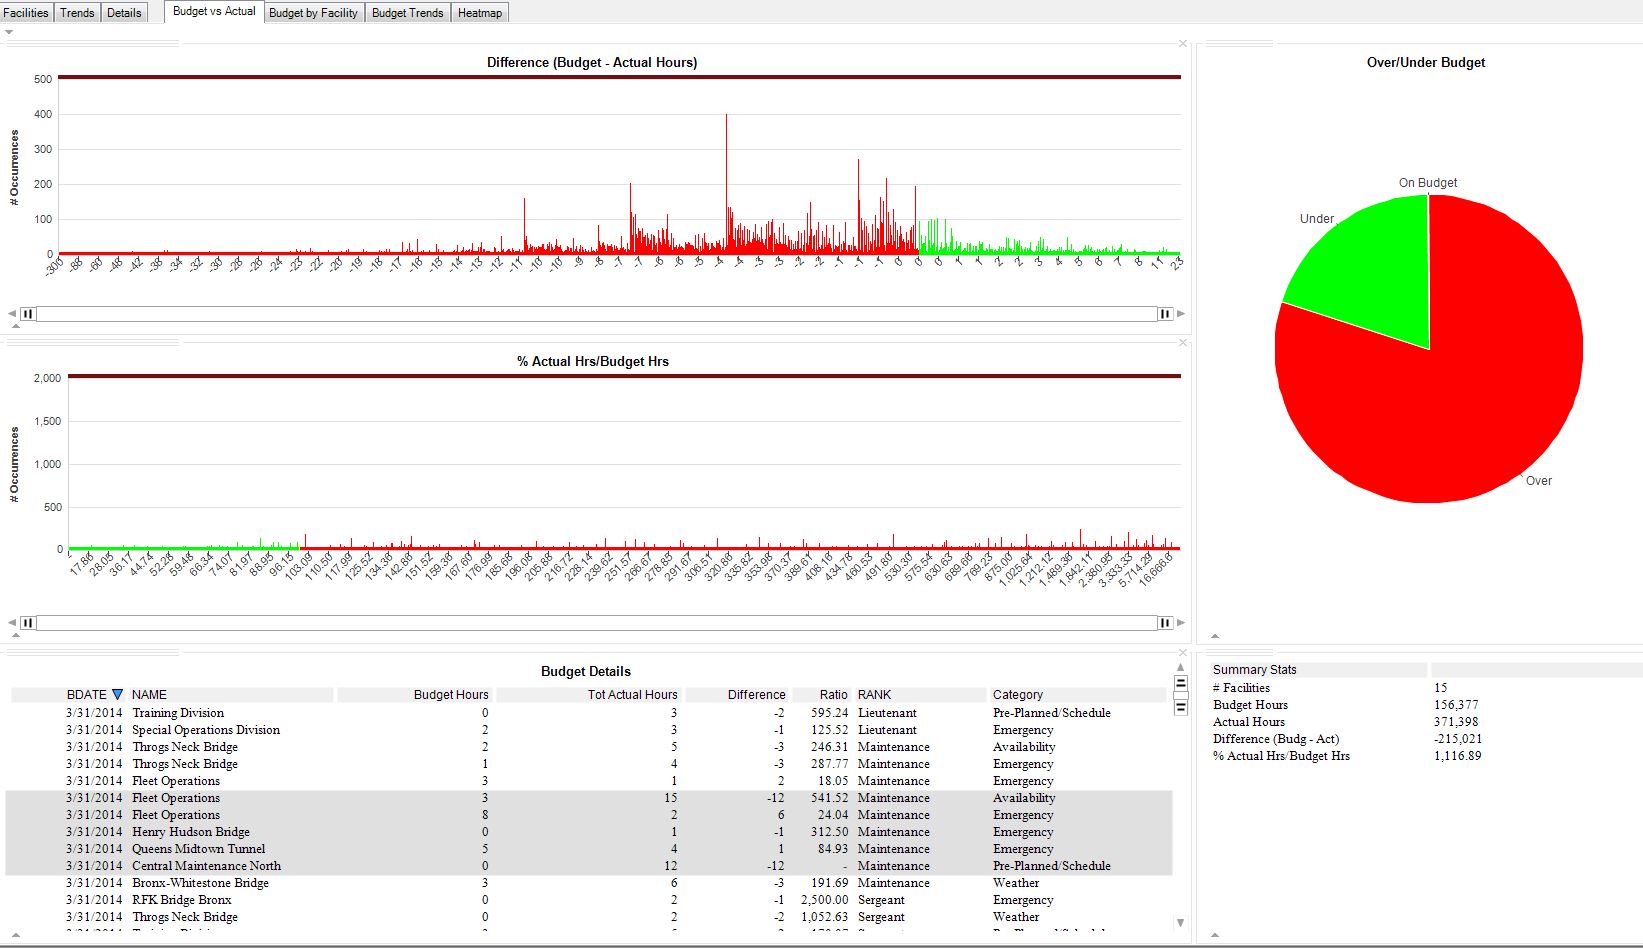 Facilities Trends Details Budget vs Actual Budget by Facility Budget Trends Heatmap
Difference (Budget - Actual Hours)
# Occurrences
500
400
300
200
100
0
-300 -88 -60 -48 -42 -38 -34 -32 -30 -28 -26 -24 -23 -22 -20 -19 -18 -17 -16 -15 -14 -13 -12 -11 -10 -10 -9 -8 -7 -7 -6 -6 -5 -4 -4 -3 -3 -2 -2 -1 -1 -1 0 0 0 1 1 2 2 3 4 5 6 7 8 11 23
% Actual Hrs/Budget Hrs
# Occurrences
2,000
1,500
1,000
500
0
17.86 28.05 36.17 44.74 52.28 59.48 66.34 74.07 81.97 88.95 96.15 103.09 110.50 117.99 125.52 134.36 142.86 151.52 159.36 167.60 176.99 185.68 196.08 205.88 216.72 228.14 239.62 251.57 266.67 278.85 291.67 306.51 320.88 335.82 353.98 370.37 389.61 408.16 434.78 460.53 491.80 530.30 575.54 630.63 689.66 769.23 875.00 1,025.64 1,212.12 1,489.36 1,842.11 2,380.95 3,333.33 5,714.29 16,666.6
Over/Under Budget
On Budget
Under
Over
Budget Details
BDATE NAME Budget Hours Tot Actual Hours Difference Ratio RANK Category
3/31/2014 Training Division 0 3 -2 595.24 Lieutenant Pre-Planned/Schedule
3/31/2014 Special Operations Division 2 3 -1 125.52 Lieutenant Emergency
3/31/2014 Throgs Neck Bridge 2 5 -3 246.31 Maintenance Availability
3/31/2014 Throgs Neck Bridge 1 4 -3 287.77 Maintenance Emergency
3/31/2014 Fleet Operations 3 1 2 18.05 Maintenance Emergency
3/31/2014 Fleet Operations 3 15 -12 541.52 Maintenance Availability
3/31/2014 Fleet Operations 8 2 6 24.04 Maintenance Emergency
3/31/2014 Henry Hudson Bridge 0 1 -1 312.50 Maintenance Emergency
3/31/2014 Queens Midtown Tunnel 5 4 1 84.93 Maintenance Emergency
3/31/2014 Central Maintenance North 0 12 -12 - Maintenance Pre-Planned/Schedule
3/31/2014 Bronx-Whitestone Bridge 3 6 -3 191.69 Maintenance Weather
3/31/2014 RFK Bridge Bronx 0 2 -1 2,500.00 Sergeant Emergency
3/31/2014 Throgs Neck Bridge 0 2 -2 1,052.63 Sergeant Weather
Summary Stats
# Facilities 15
Budget Hours 156,377
Actual Hours 371,398
Difference (Budg - Act) -215,021
% Actual Hrs/Budget Hrs 1,116.89